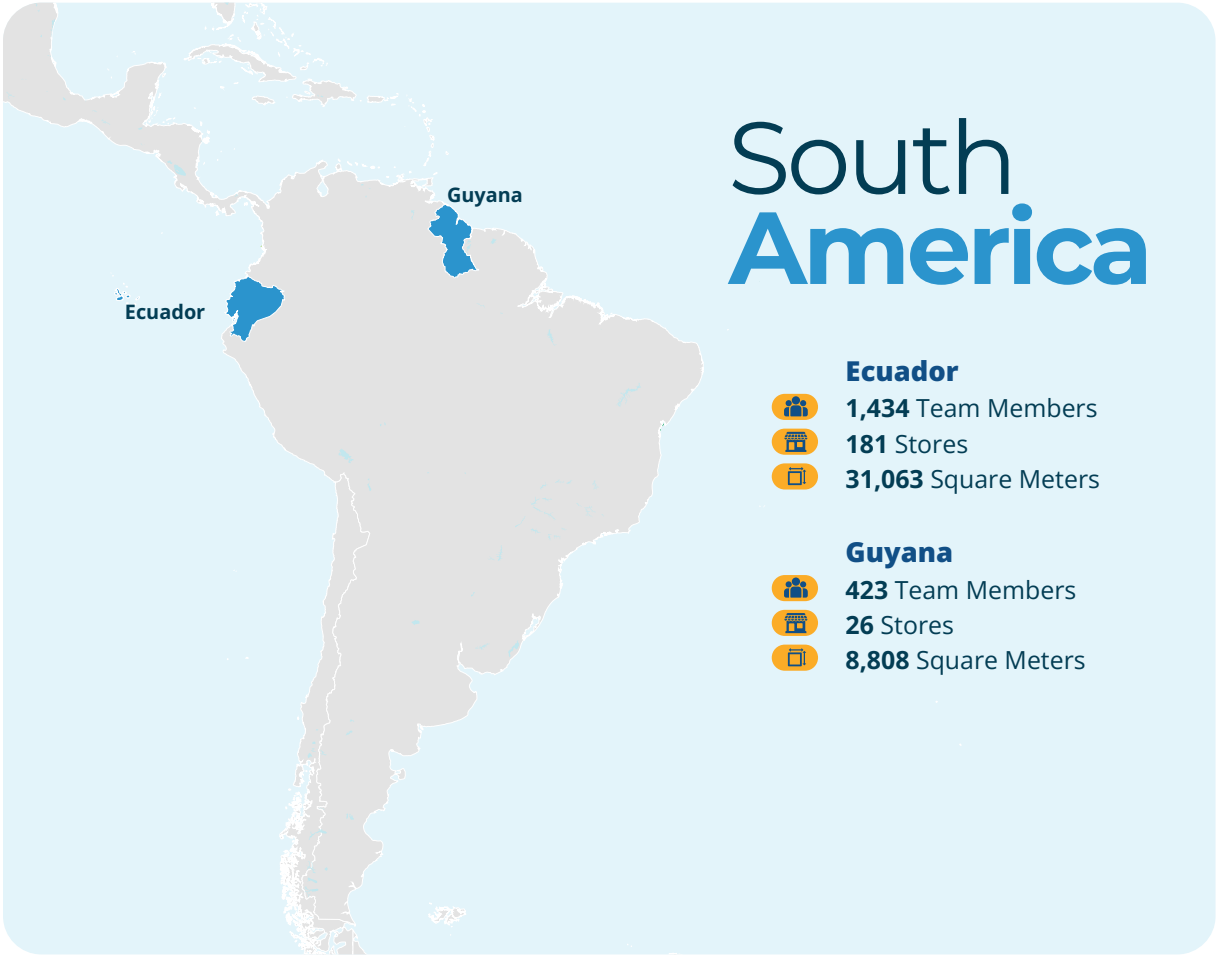 South
America
Guyana
Ecuador
Ecuador
1,434 Team Members
181 Stores
31,063 Square Meters
Guyana
423 Team Members
26 Stores
8,808 Square Meters